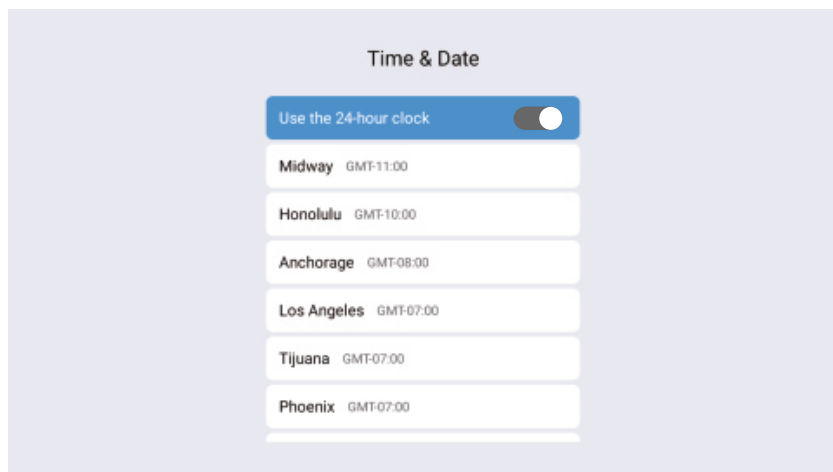 Time & Date
Use the 24-hour clock
Midway GMT-11:00
Honolulu GMT-10:00
Anchorage GMT-08:00
Los Angeles GMT-07:00
Tijuana GMT-07:00
Phoenix GMT-07:00